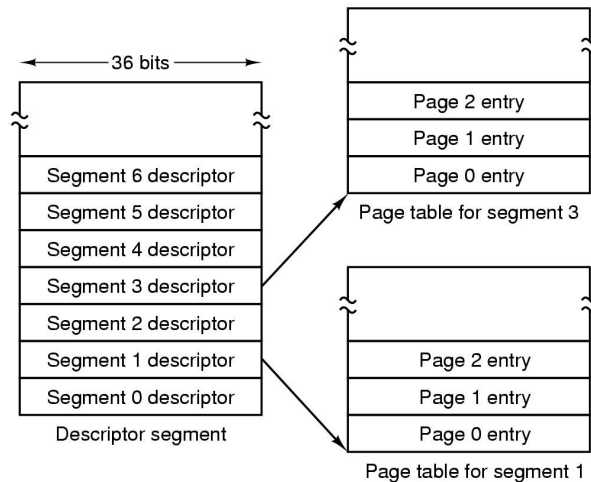 36 bits
Segment 6 descriptor
Segment 5 descriptor
Segment 4 descriptor
Segment 3 descriptor
Segment 2 descriptor
Segment 1 descriptor
Segment 0 descriptor
Descriptor segment
Page 2 entry
Page 1 entry
Page 0 entry
Page table for segment 3
Page 2 entry
Page 1 entry
Page 0 entry
Page table for segment 1